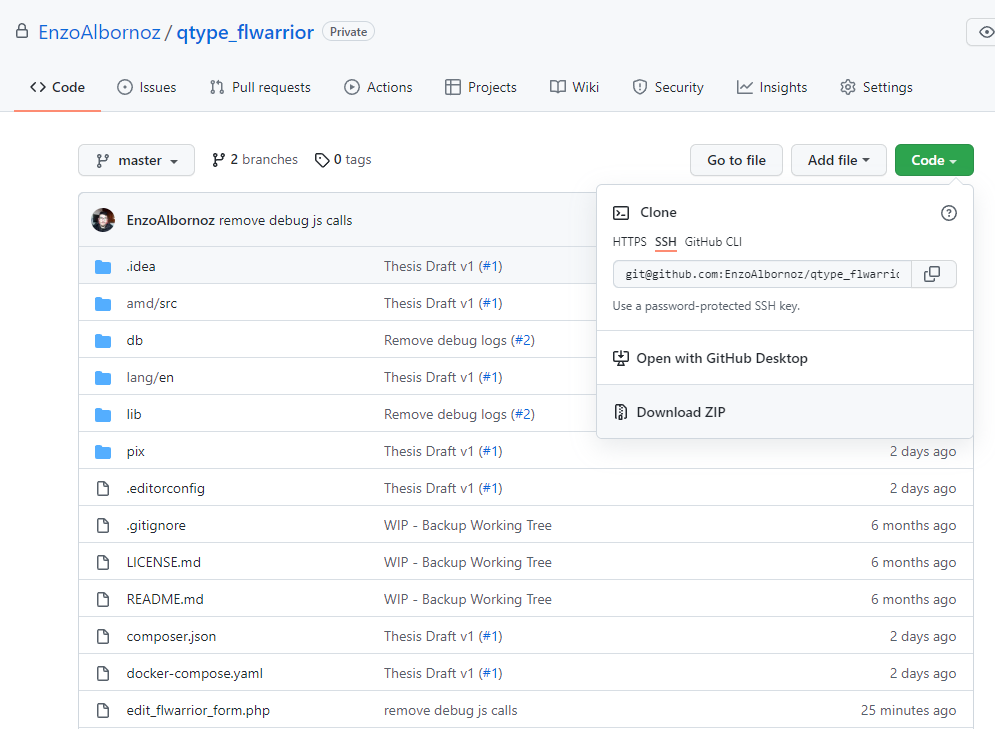 EnzoAlbornoz / qtype_flwarrior Private
Code Issues Pull requests Actions Projects Wiki Security Insights Settings
master 2 branches 0 tags Go to file Add file Code
EnzoAlbornoz remove debug js calls
Clone
HTTPS SSH GitHub CLI
git@github.com:EnzoAlbornoz/qtype_flwarric
Use a password-protected SSH key.
Open with GitHub Desktop
Download ZIP
.idea Thesis Draft v1 (#1)
amd/src Thesis Draft v1 (#1)
db Remove debug logs (#2)
lang/en Thesis Draft v1 (#1)
lib Remove debug logs (#2)
pix Thesis Draft v1 (#1) 2 days ago
.editorconfig Thesis Draft v1 (#1) 2 days ago
.gitignore WIP - Backup Working Tree 6 months ago
LICENSE.md WIP - Backup Working Tree 6 months ago
README.md WIP - Backup Working Tree 6 months ago
composer.json Thesis Draft v1 (#1) 2 days ago
docker-compose.yaml Thesis Draft v1 (#1) 2 days ago
edit_flwarrior_form.php remove debug js calls 25 minutes ago